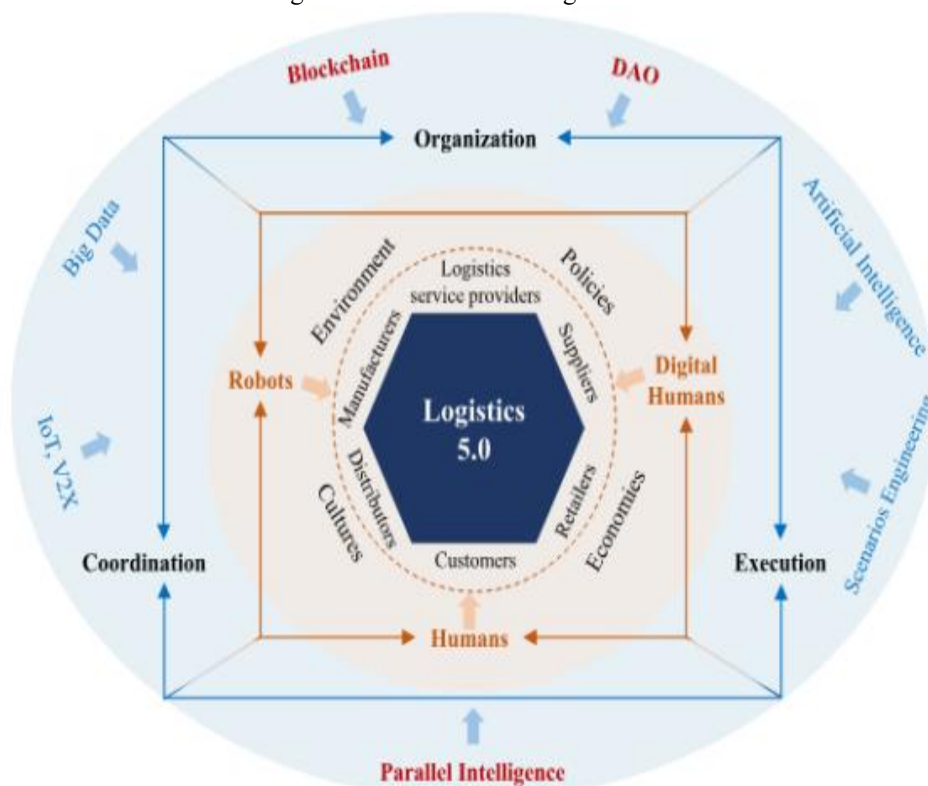 Blockchain
DAO
Organization
Big Data
Artificial Intelligence
Environment
Policies
Logistics
service providers
Manufacturers
Suppliers
Robots
Digital
Humans
Logistics
5.0
IoT, V2X
Scenarios Engineering
Cultures
Distributors
Retailers
Economics
Coordination
Customers
Execution
Humans
Parallel Intelligence